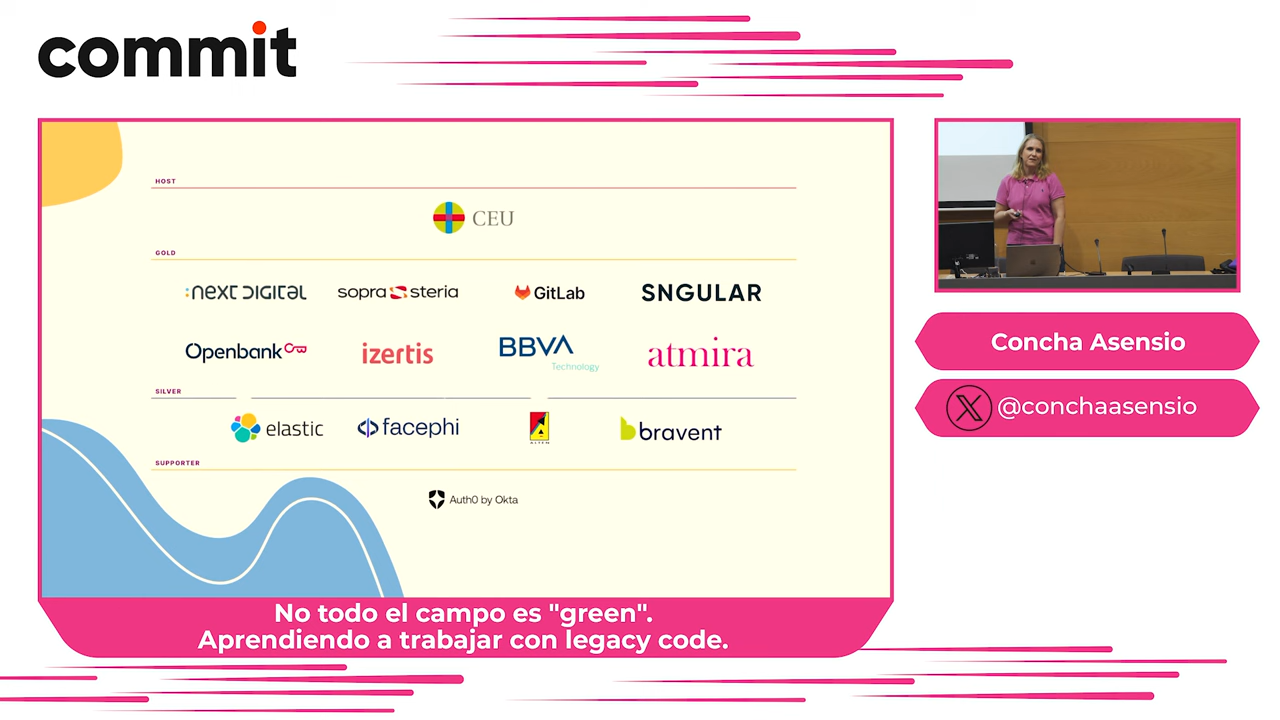 commit
HOST
CEU
GOLD
:NEXT DIGITAL
sopra steria
GitLab
SNGULAR
Openbank
izertis
BBVA
Technology
atmira
SILVER
elastic
facephi
ALTEN
bravent
SUPPORTER
Auth0 by Okta
No todo el campo es "green".
Aprendiendo a trabajar con legacy code.
Concha Asensio
@conchaasensio